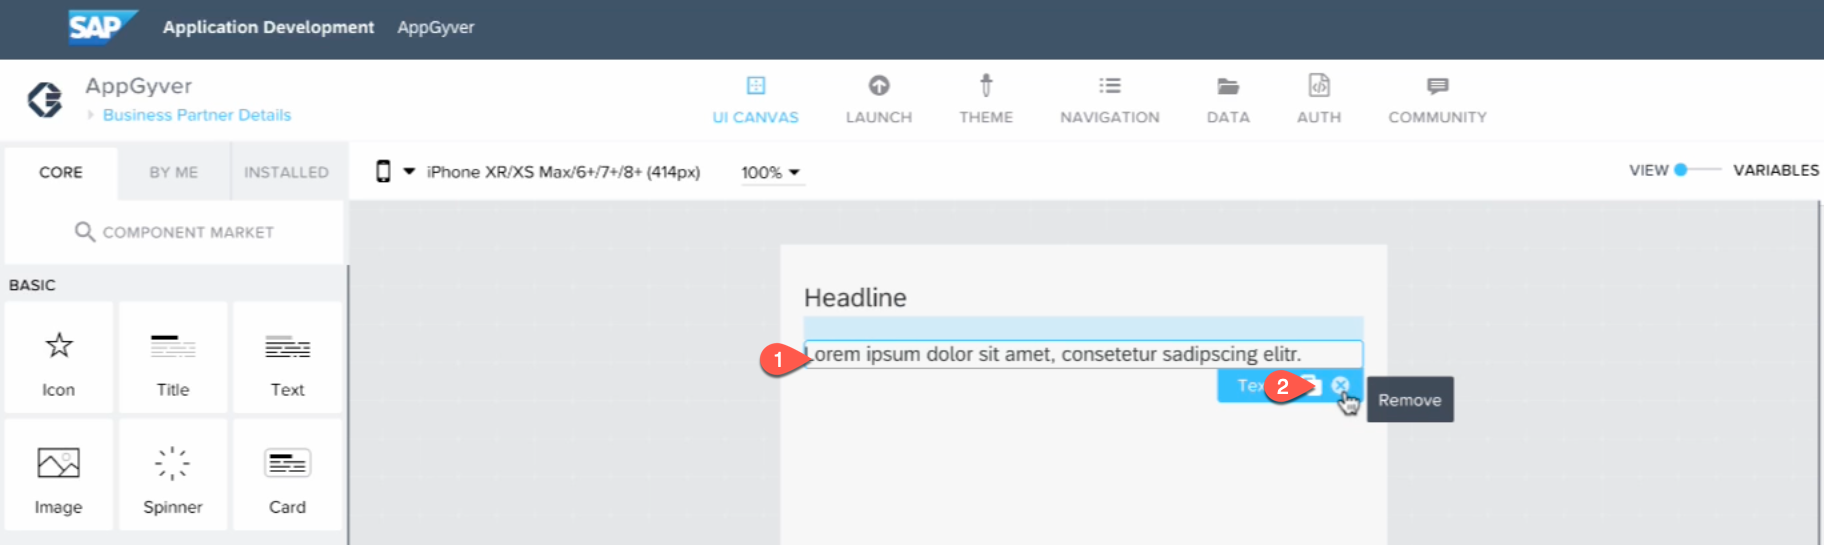 SAP Application Development AppGyver
AppGyver
Business Partner Details
UI CANVAS LAUNCH THEME NAVIGATION DATA AUTH COMMUNITY
CORE BY ME INSTALLED
iPhone XR/XS Max/6+/7+/8+ (414px) 100%
VIEW VARIABLES
COMPONENT MARKET
BASIC
Icon Title Text
Image Spinner Card
Headline
1 Lorem ipsum dolor sit amet, consetetur sadipscing elitr.
2
Remove